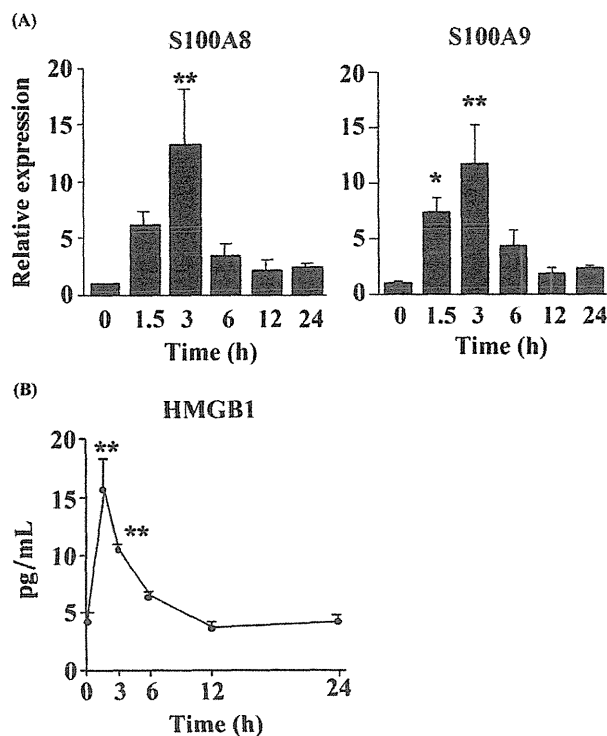 (A)
S100A8
S100A9
Relative expression
20
15
10
5
0
**
0 1.5 3 6 12 24
Time (h)
20
15
10
5
0
*
**
0 1.5 3 6 12 24
Time (h)
(B)
HMGB1
pg/mL
20
15
10
5
0
**
**
0 3 6 12 24
Time (h)